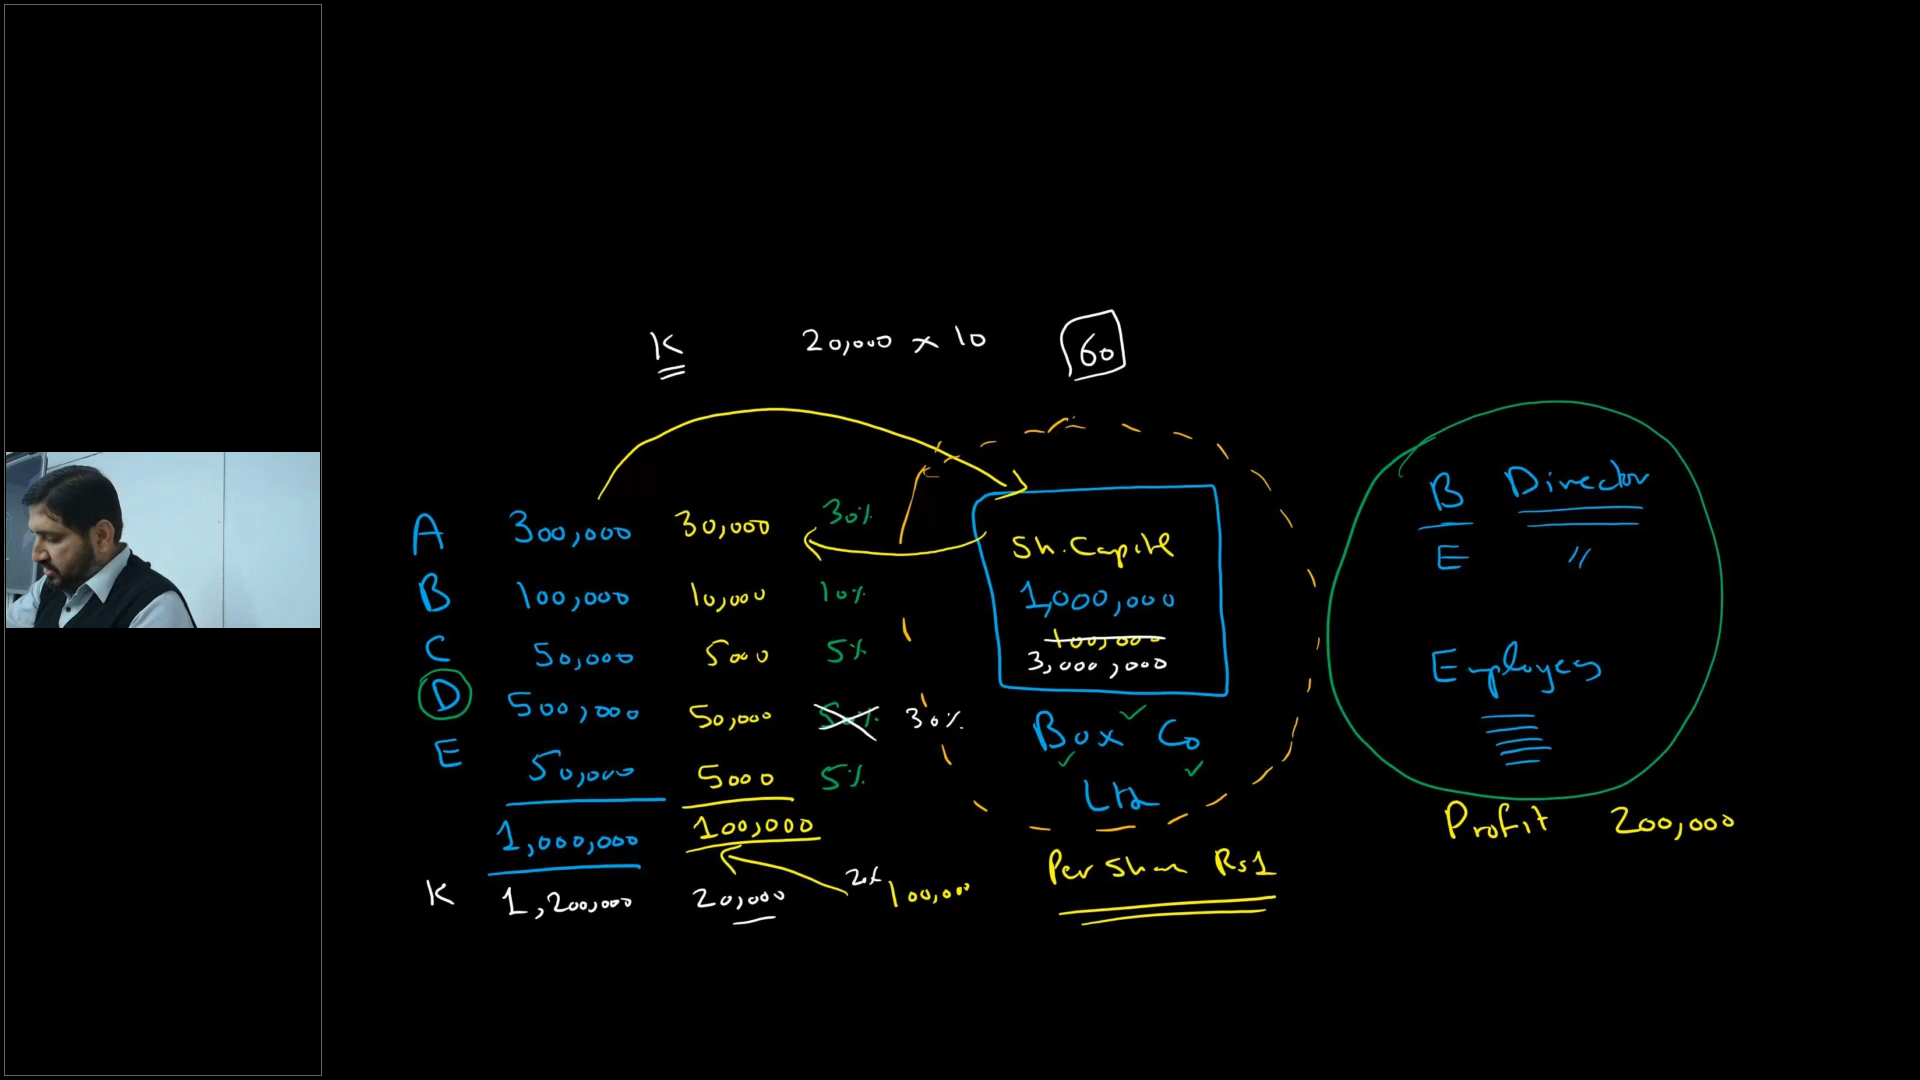 K 20,000 x 10 60
A 300,000 30,000 30%
B 100,000 10,000 10%
C 50,000 5000 5%
D 500,000 50,000 30%
E 50,000 5000 5%
1,000,000 100,000
K 1,200,000 20,000
100,000
Sh. Capital
1,000,000
100,000
3,000,000
Box Co
Ltd
Per Share Rs1
B Director
E "
Employees
Profit 200,000